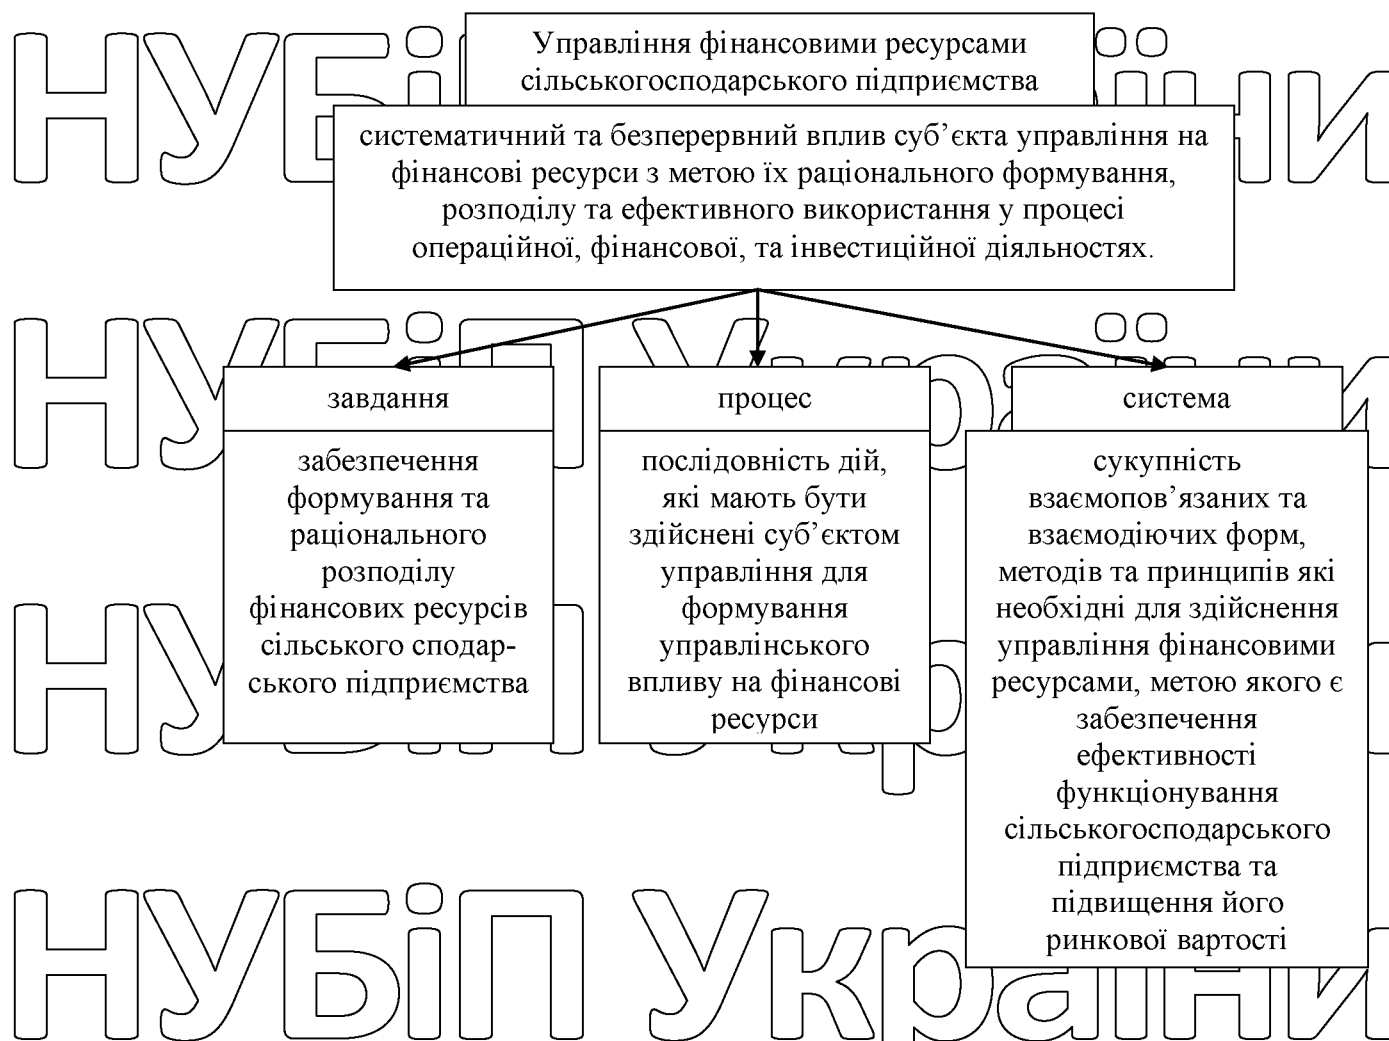 Управління фінансовими ресурсами
сільськогосподарського підприємства
систематичний та безперервний вплив суб’єкта управління на
фінансові ресурси з метою їх раціонального формування,
розподілу та ефективного використання у процесі
операційної, фінансової, та інвестиційної діяльностях.
завдання
забезпечення
формування та
раціонального
розподілу
фінансових ресурсів
сільського сподар-
ського підприємства
процес
послідовність дій,
які мають бути
здійснені суб’єктом
управління для
формування
управлінського
впливу на фінансові
ресурси
система
сукупність
взаємопов’язаних та
взаємодіючих форм,
методів та принципів які
необхідні для здійснення
управління фінансовими
ресурсами, метою якого є
забезпечення
ефективності
функціонування
сільськогосподарського
підприємства та
підвищення його
ринкової вартості
НУБіП України